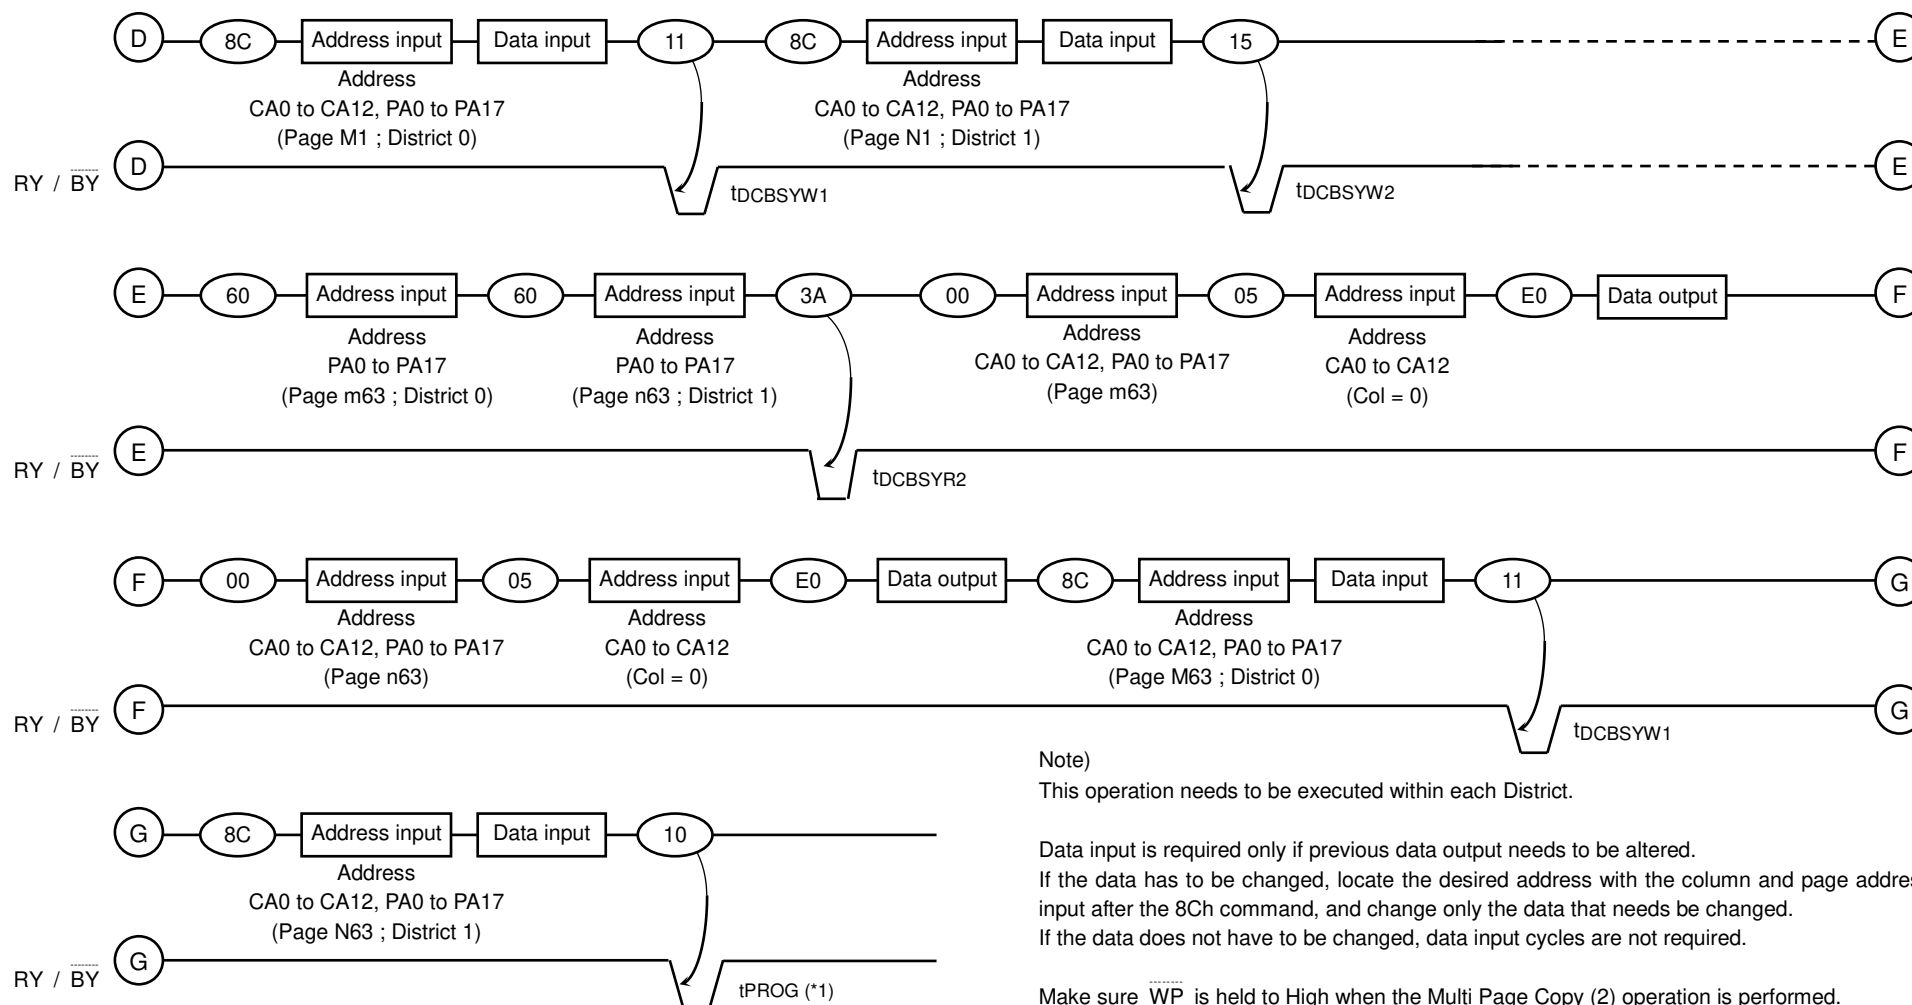 D 8C Address input Data input 11 8C Address input Data input 15 E
Address Address
CA0 to CA12, PA0 to PA17 CA0 to CA12, PA0 to PA17
(Page M1 ; District 0) (Page N1 ; District 1)
RY / BY D tDCBSYW1 tDCBSYW2 E
E 60 Address input 60 Address input 3A 00 Address input 05 Address input E0 Data output F
Address Address Address Address
PA0 to PA17 PA0 to PA17 CA0 to CA12, PA0 to PA17 CA0 to CA12
(Page m63 ; District 0) (Page n63 ; District 1) (Page m63) (Col = 0)
RY / BY E tDCBSYR2 F
F 00 Address input 05 Address input E0 Data output 8C Address input Data input 11 G
Address Address Address
CA0 to CA12, PA0 to PA17 CA0 to CA12 CA0 to CA12, PA0 to PA17
(Page n63) (Col = 0) (Page M63 ; District 0)
RY / BY F tDCBSYW1 G
G 8C Address input Data input 10
Address
CA0 to CA12, PA0 to PA17
(Page N63 ; District 1)
RY / BY G tPROG (*1)
Note)
This operation needs to be executed within each District.
Data input is required only if previous data output needs to be altered.
If the data has to be changed, locate the desired address with the column and page addres
input after the 8Ch command, and change only the data that needs be changed.
If the data does not have to be changed, data input cycles are not required.
Make sure WP is held to High when the Multi Page Copy (2) operation is performed.